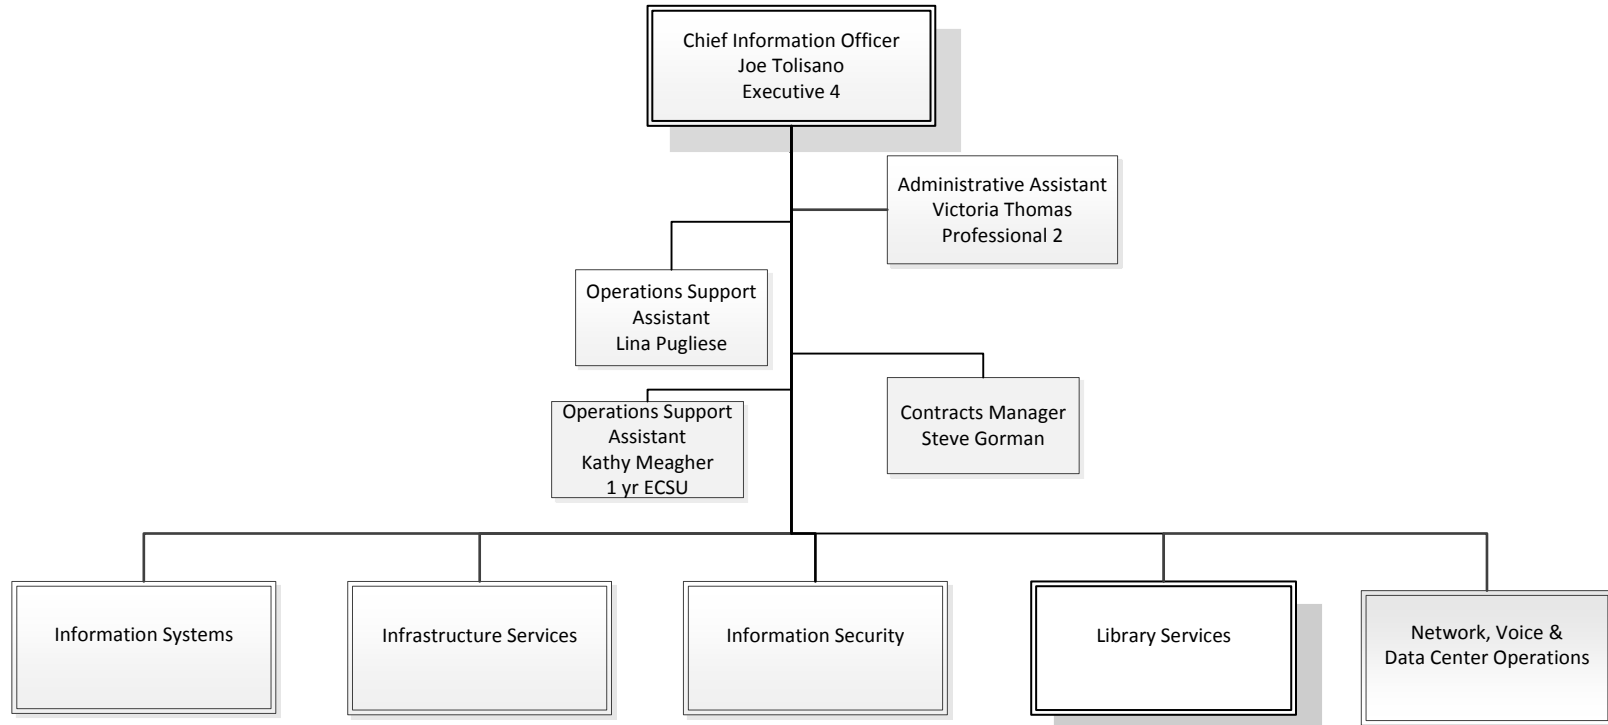 Chief Information Officer
Joe Tolisano
Executive 4
Administrative Assistant
Victoria Thomas
Professional 2
Operations Support
Assistant
Lina Pugliese
Operations Support
Assistant
Kathy Meagher
1 yr ECSU
Contracts Manager
Steve Gorman
Information Systems
Infrastructure Services
Information Security
Library Services
Network, Voice &
Data Center Operations